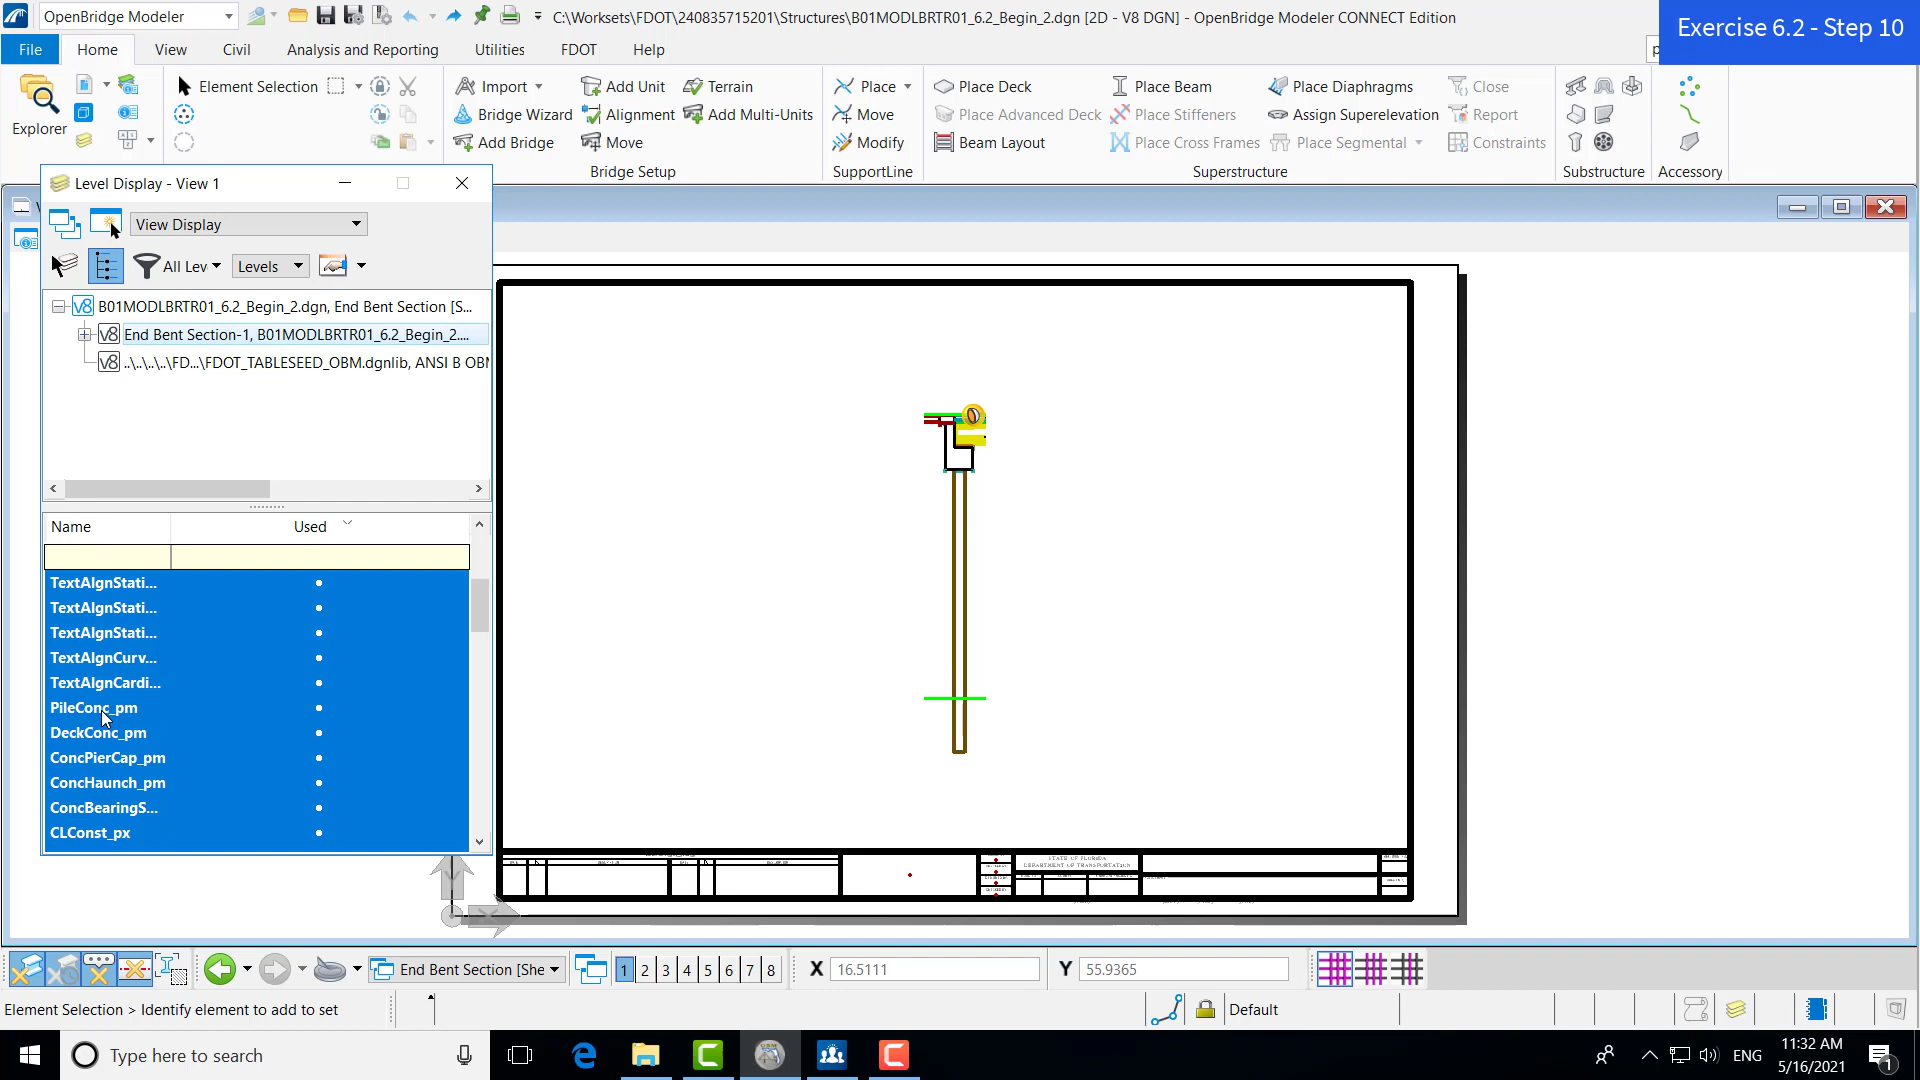 OpenBridge Modeler
C:\Worksets\FDOT\240835715201\Structures\B01MODLBRTR01_6.2_Begin_2.dgn [2D - V8 DGN] - OpenBridge Modeler CONNECT Edition
Exercise 6.2 - Step 10
File
Home
View
Civil
Analysis and Reporting
Utilities
FDOT
Help
Explorer
Element Selection
Import
Add Unit
Terrain
Bridge Wizard
Alignment
Add Multi-Units
Add Bridge
Move
Bridge Setup
Place
Move
Modify
SupportLine
Place Deck
Place Beam
Place Diaphragms
Close
Place Advanced Deck
Place Stiffeners
Assign Superelevation
Report
Beam Layout
Place Cross Frames
Place Segmental
Constraints
Superstructure
Substructure
Accessory
Level Display - View 1
View Display
All Lev
Levels
B01MODLBRTR01_6.2_Begin_2.dgn, End Bent Section [S...
End Bent Section-1, B01MODLBRTR01_6.2_Begin_2....
..\..\..\..\FD...\FDOT_TABLESEED_OBM.dgnlib, ANSI B OBM
Name
Used
TextAlgnStati...
TextAlgnStati...
TextAlgnStati...
TextAlgnCurv...
TextAlgnCardi...
PileConc_pm
DeckConc_pm
ConcPierCap_pm
ConcHaunch_pm
ConcBearingS...
CLConst_px
STATE OF FLORIDA
DEPARTMENT OF TRANSPORTATION
End Bent Section [She
1 2 3 4 5 6 7 8
X 16.5111
Y 55.9365
Element Selection > Identify element to add to set
Default
Type here to search
ENG
11:32 AM
5/16/2021
1